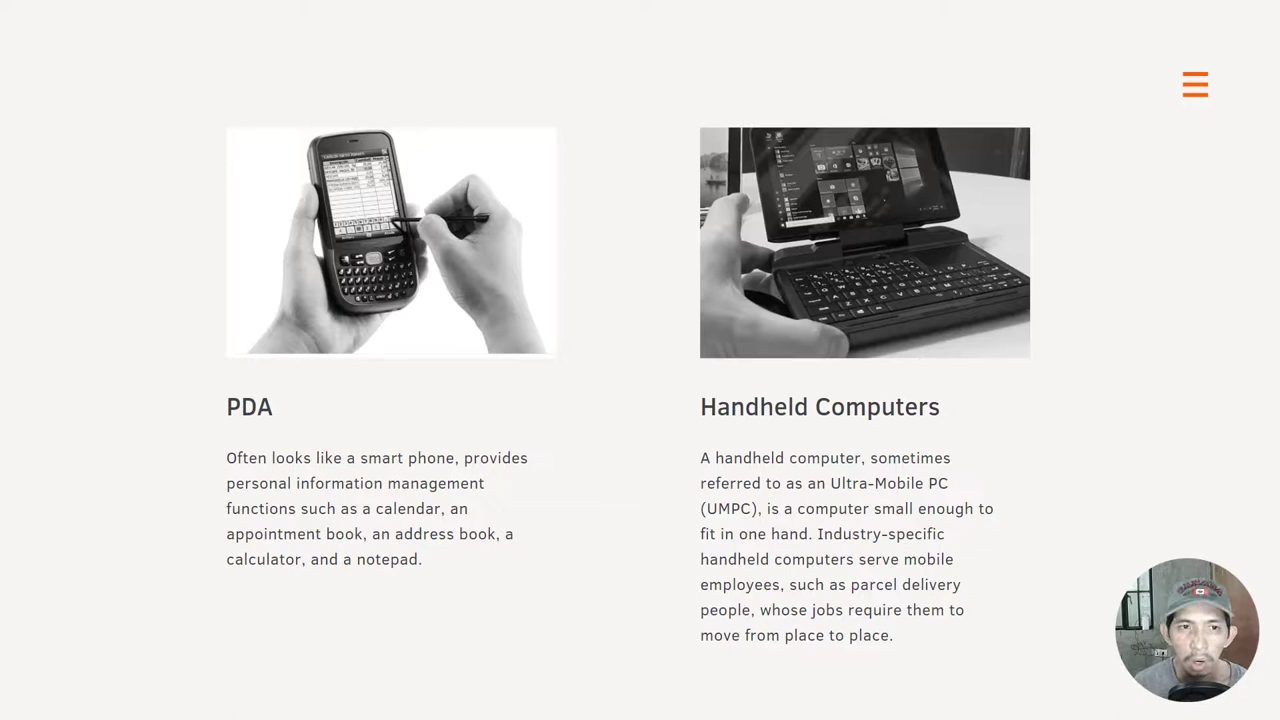 PDA
Often looks like a smart phone, provides
personal information management
functions such as a calendar, an
appointment book, an address book, a
calculator, and a notepad.
Handheld Computers
A handheld computer, sometimes
referred to as an Ultra-Mobile PC
(UMPC), is a computer small enough to
fit in one hand. Industry-specific
handheld computers serve mobile
employees, such as parcel delivery
people, whose jobs require them to
move from place to place.